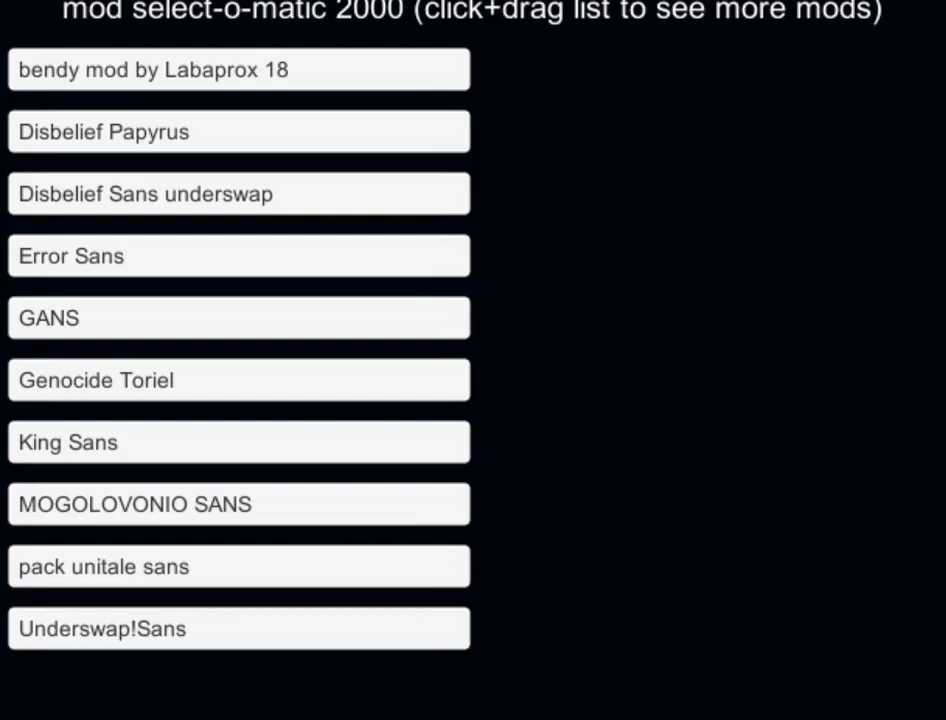 mod select-o-matic 2000 (click+drag list to see more mods)
bendy mod by Labaprox 18
Disbelief Papyrus
Disbelief Sans underswap
Error Sans
GANS
Genocide Toriel
King Sans
MOGOLOVONIO SANS
pack unitale sans
Underswap!Sans